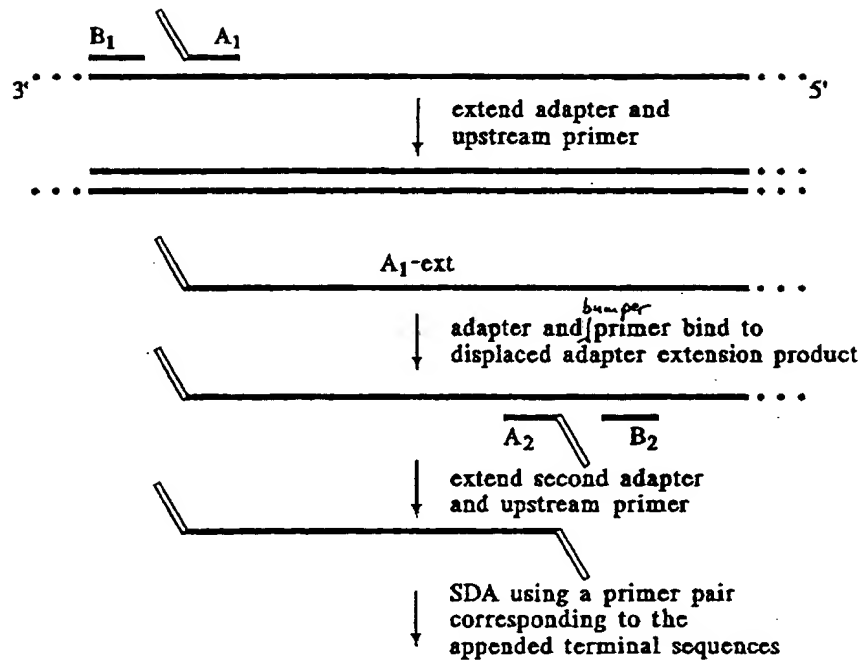 B₁ A₁
3' 5'
extend adapter and
upstream primer
A₁-ext
bumper
adapter and primer bind to
displaced adapter extension product
A₂ B₂
extend second adapter
and upstream primer
SDA using a primer pair
corresponding to the
appended terminal sequences